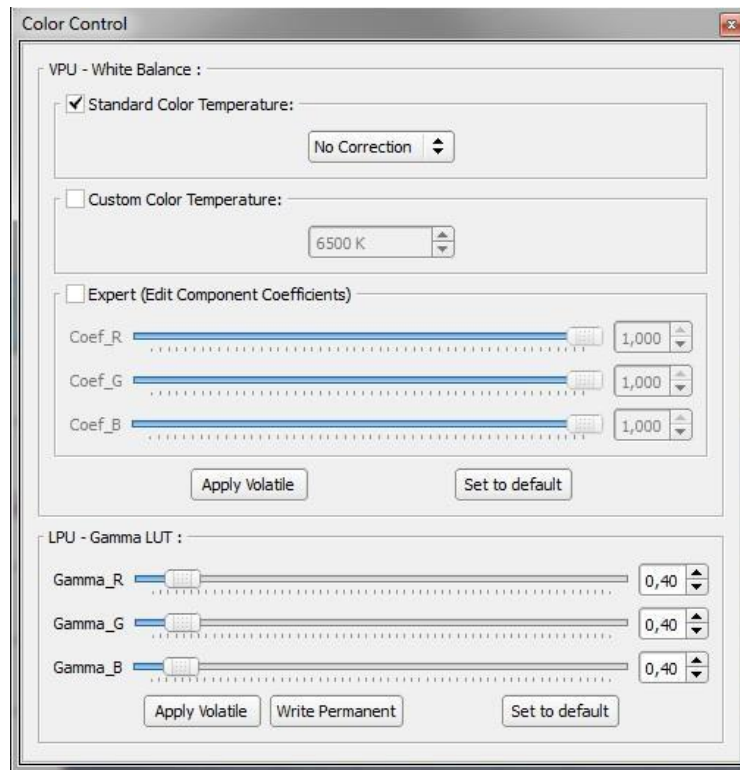 Color Control
VPU - White Balance :
Standard Color Temperature:
No Correction
Custom Color Temperature:
6500 K
Expert (Edit Component Coefficients)
Coef_R 1,000
Coef_G 1,000
Coef_B 1,000
Apply Volatile Set to default
LPU - Gamma LUT :
Gamma_R 0,40
Gamma_G 0,40
Gamma_B 0,40
Apply Volatile Write Permanent Set to default